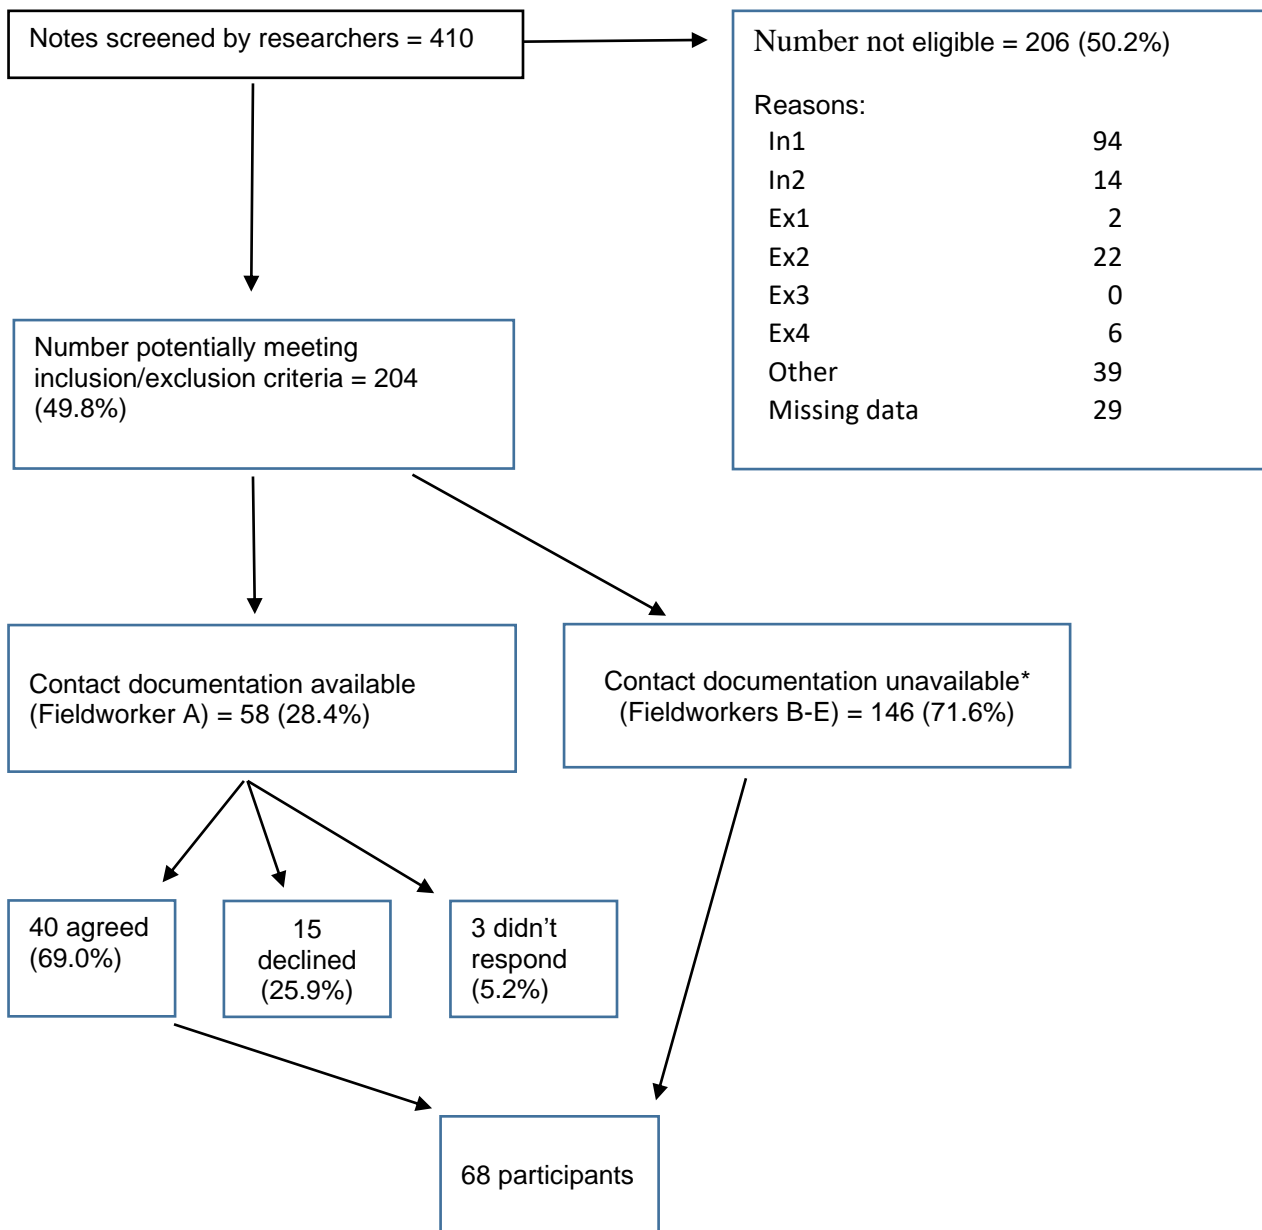 Notes screened by researchers = 410
Number not eligible = 206 (50.2%)
Reasons:
In1 94
In2 14
Ex1 2
Ex2 22
Ex3 0
Ex4 6
Other 39
Missing data 29
Number potentially meeting
inclusion/exclusion criteria = 204
(49.8%)
Contact documentation available
(Fieldworker A) = 58 (28.4%)
Contact documentation unavailable*
(Fieldworkers B-E) = 146 (71.6%)
40 agreed
(69.0%)
15
declined
(25.9%)
3 didn’t
respond
(5.2%)
68 participants